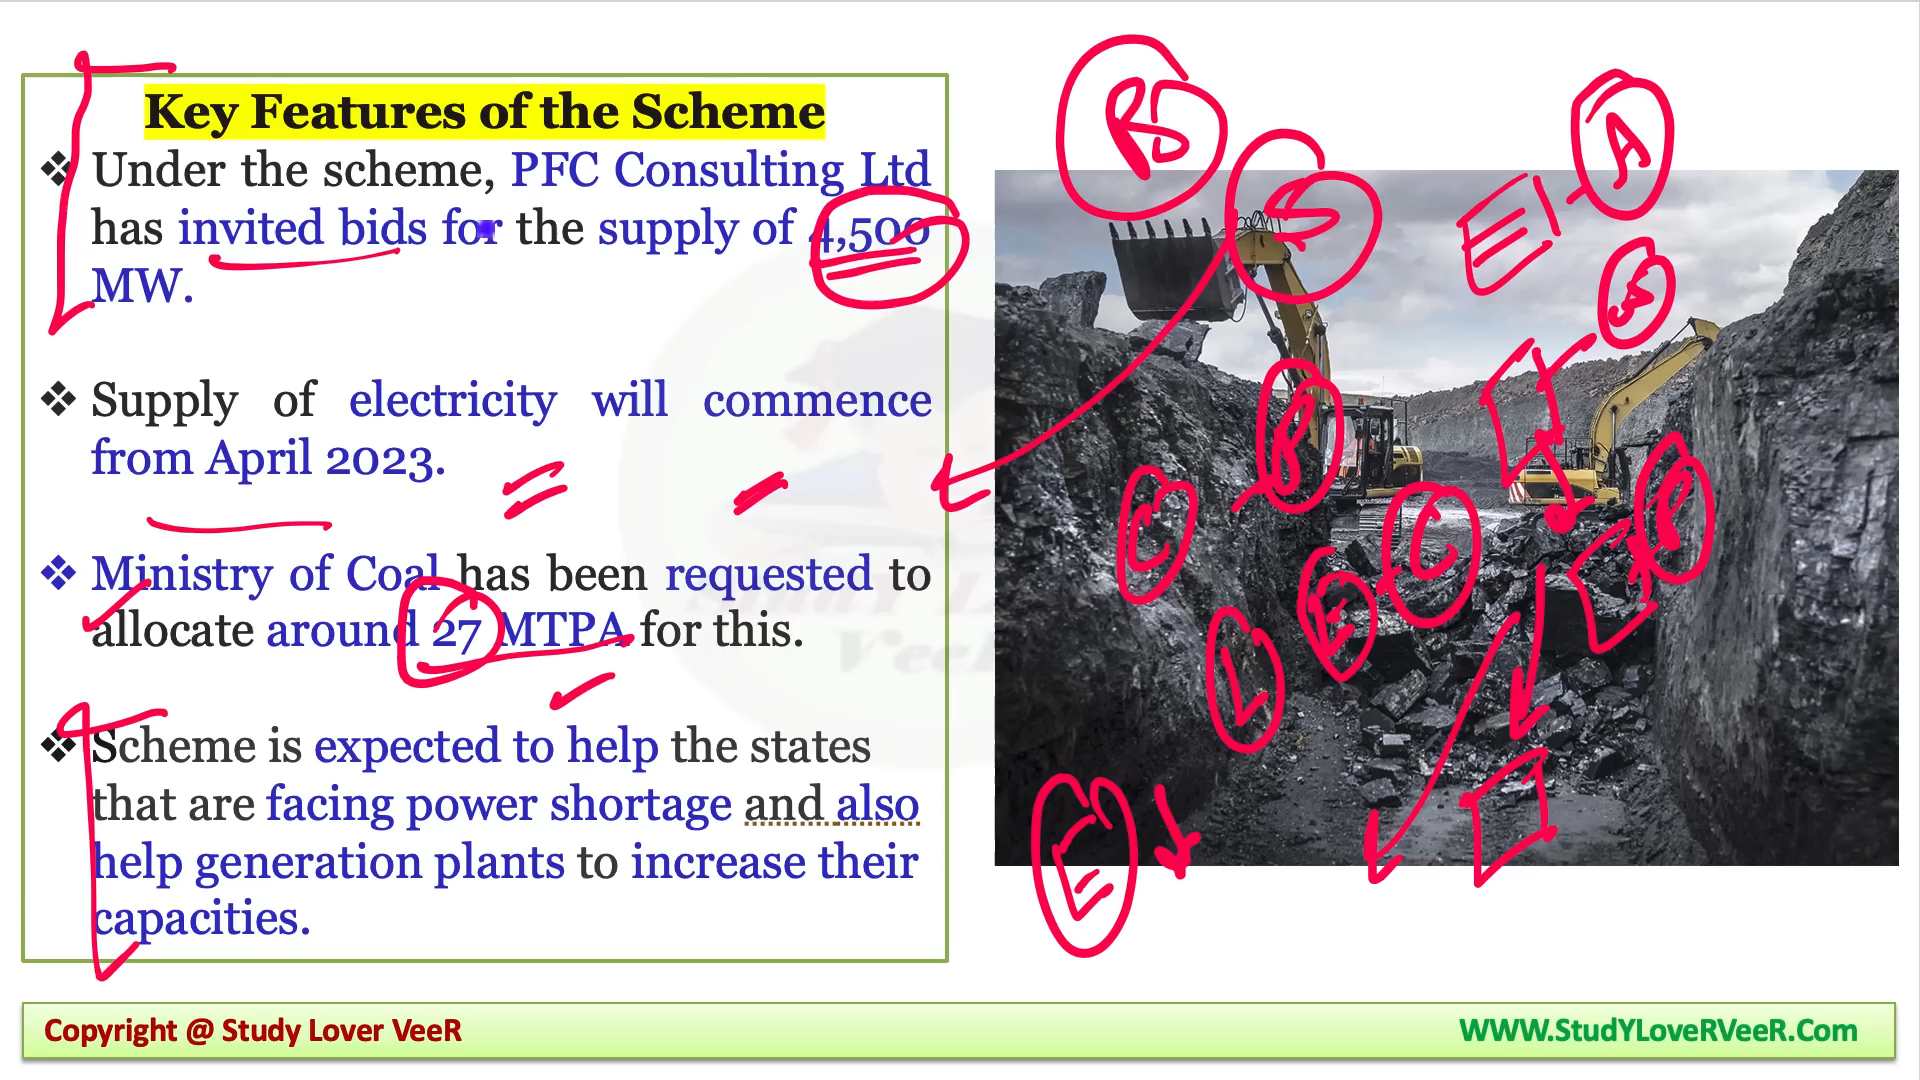 Key Features of the Scheme
❖ Under the scheme, PFC Consulting Ltd
has invited bids for the supply of 4,500
MW.
❖ Supply of electricity will commence
from April 2023.
❖ Ministry of Coal has been requested to
allocate around 27 MTPA for this.
❖ Scheme is expected to help the states
that are facing power shortage and also
help generation plants to increase their
capacities.
B
S
A
S
P
C
C
P
E
L
E
Copyright @ Study Lover VeeR
WWW.StudYLoveRVeeR.Com